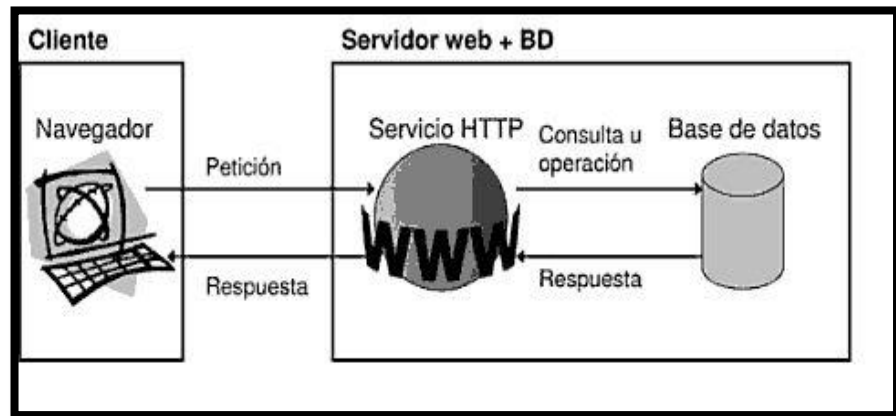 Cliente
Servidor web + BD
Navegador
Servicio HTTP
Consulta u
operación
Base de datos
Petición
WWW
Respuesta
Respuesta